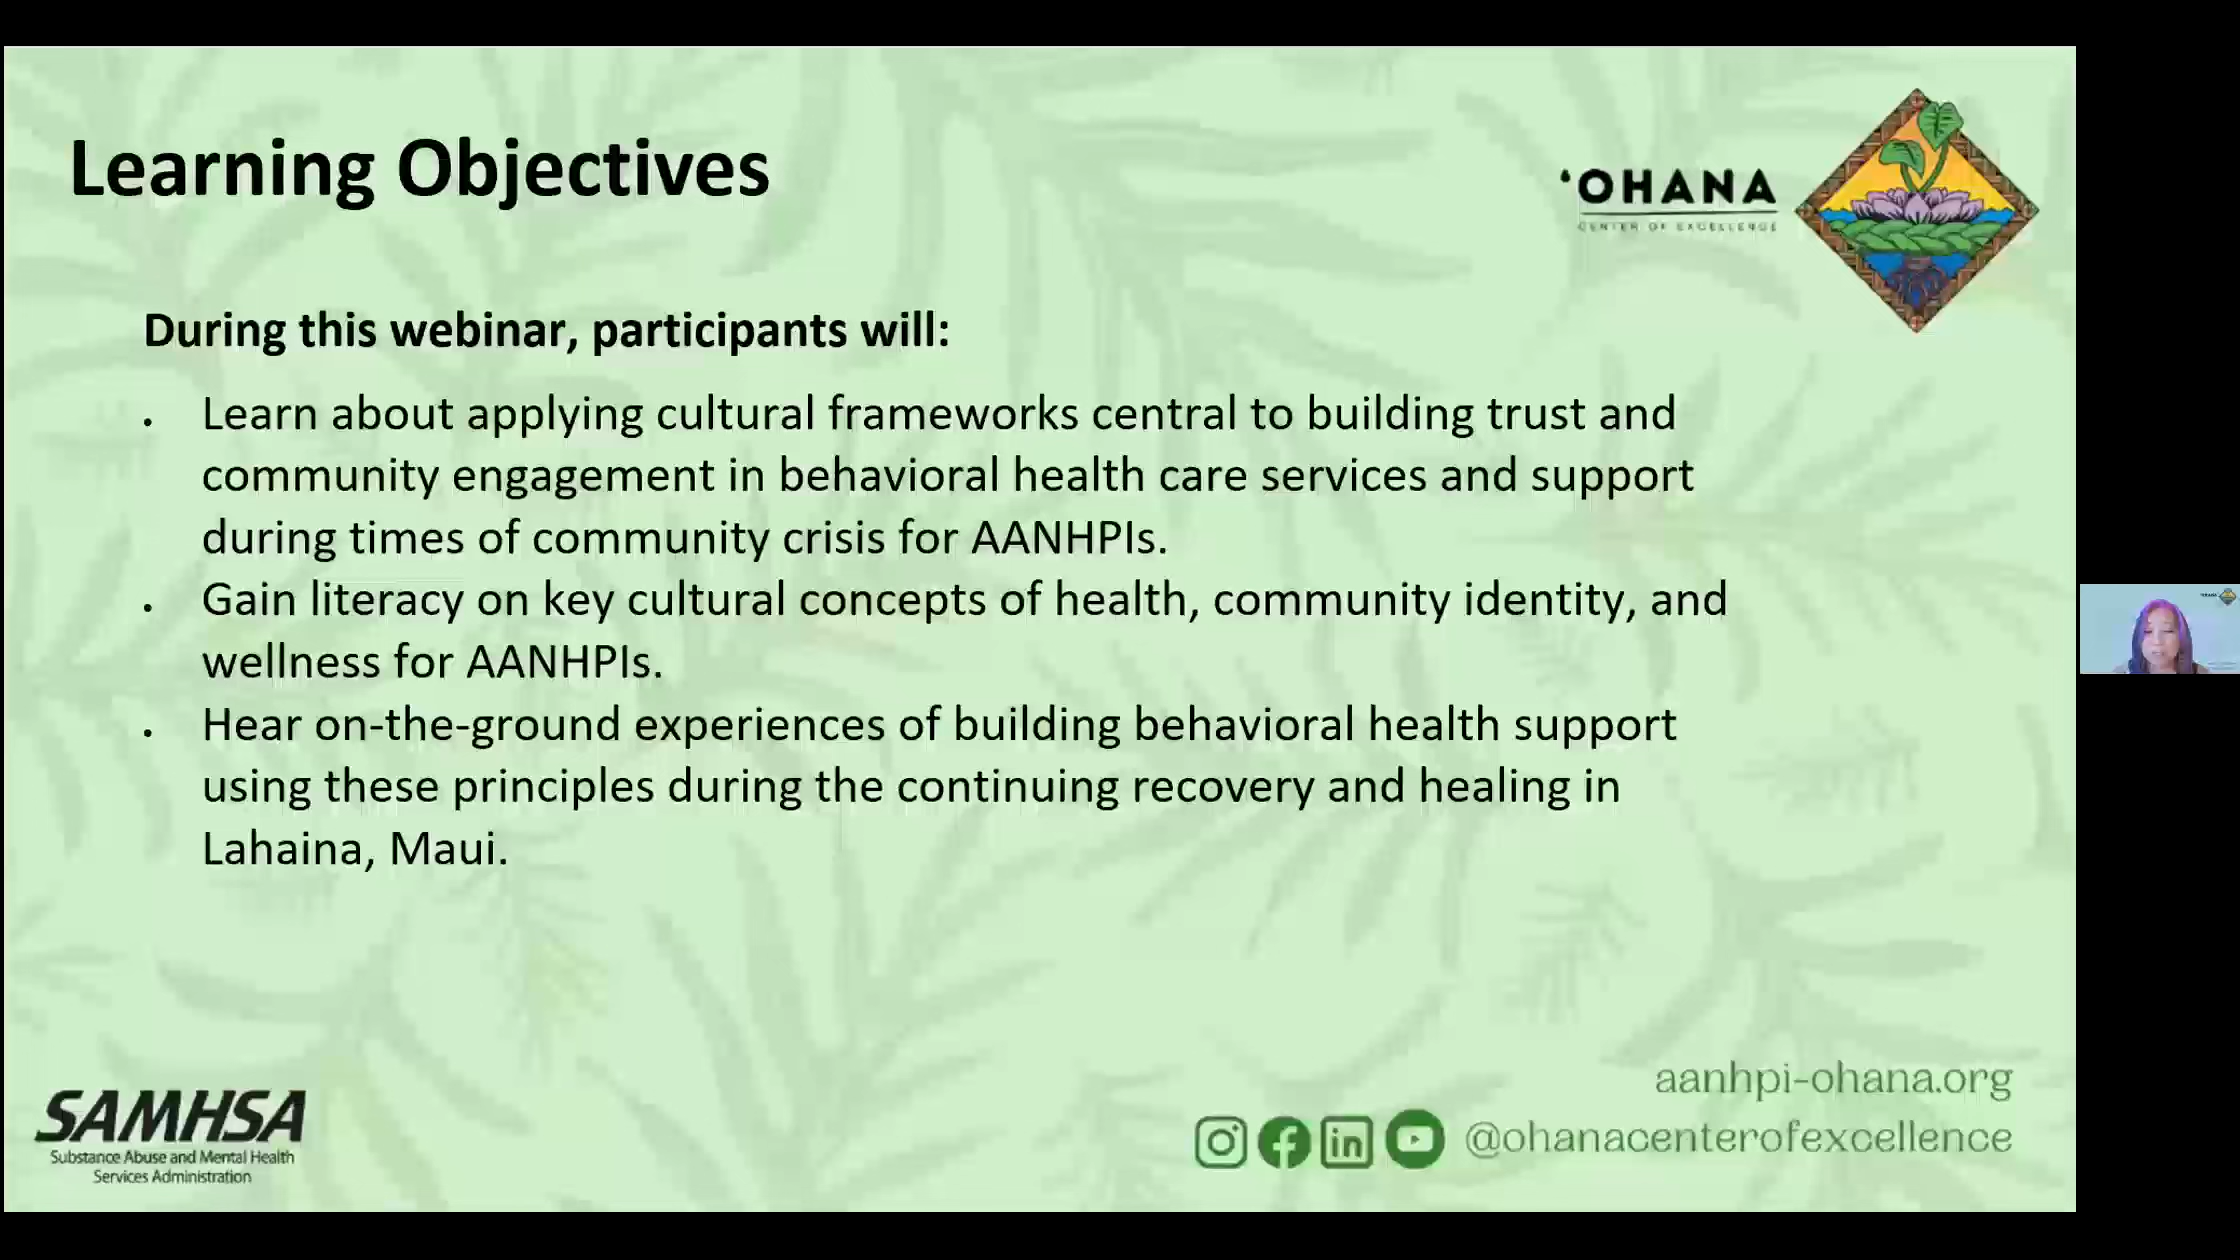 Learning Objectives
‘OHANA
CENTER OF EXCELLENCE
During this webinar, participants will:
• Learn about applying cultural frameworks central to building trust and
community engagement in behavioral health care services and support
during times of community crisis for AANHPIs.
• Gain literacy on key cultural concepts of health, community identity, and
wellness for AANHPIs.
• Hear on-the-ground experiences of building behavioral health support
using these principles during the continuing recovery and healing in
Lahaina, Maui.
SAMHSA
Substance Abuse and Mental Health
Services Administration
aanhpi-ohana.org
@ohanacenterofexcellence